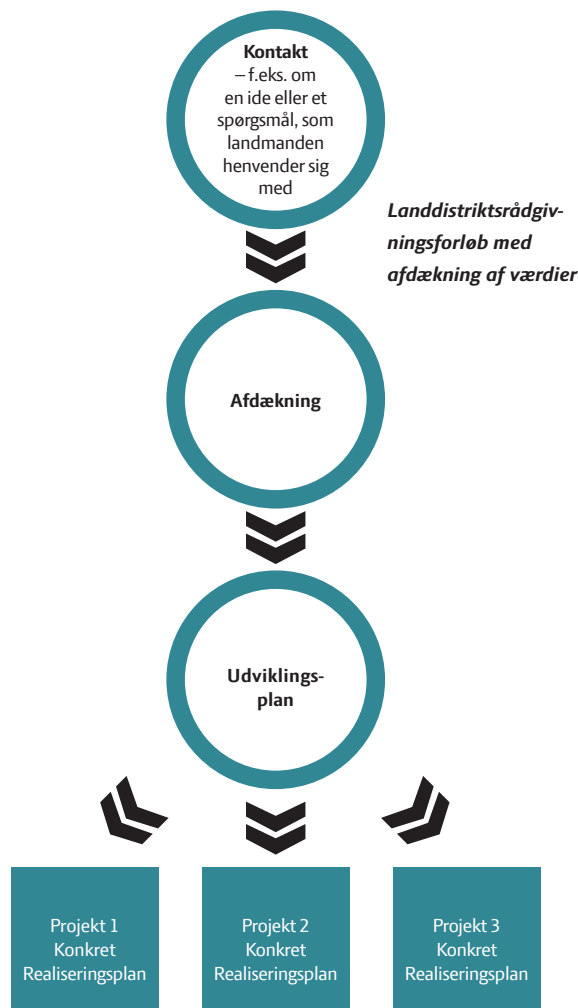 Kontakt
– f.eks. om
en ide eller et
spørgsmål, som
landmanden
henvender sig
med
Landdistriktsrådgiv-
ningsforløb med
afdækning af værdier
Afdækning
Udviklings-
plan
Projekt 1
Konkret
Realiseringsplan
Projekt 2
Konkret
Realiseringsplan
Projekt 3
Konkret
Realiseringsplan